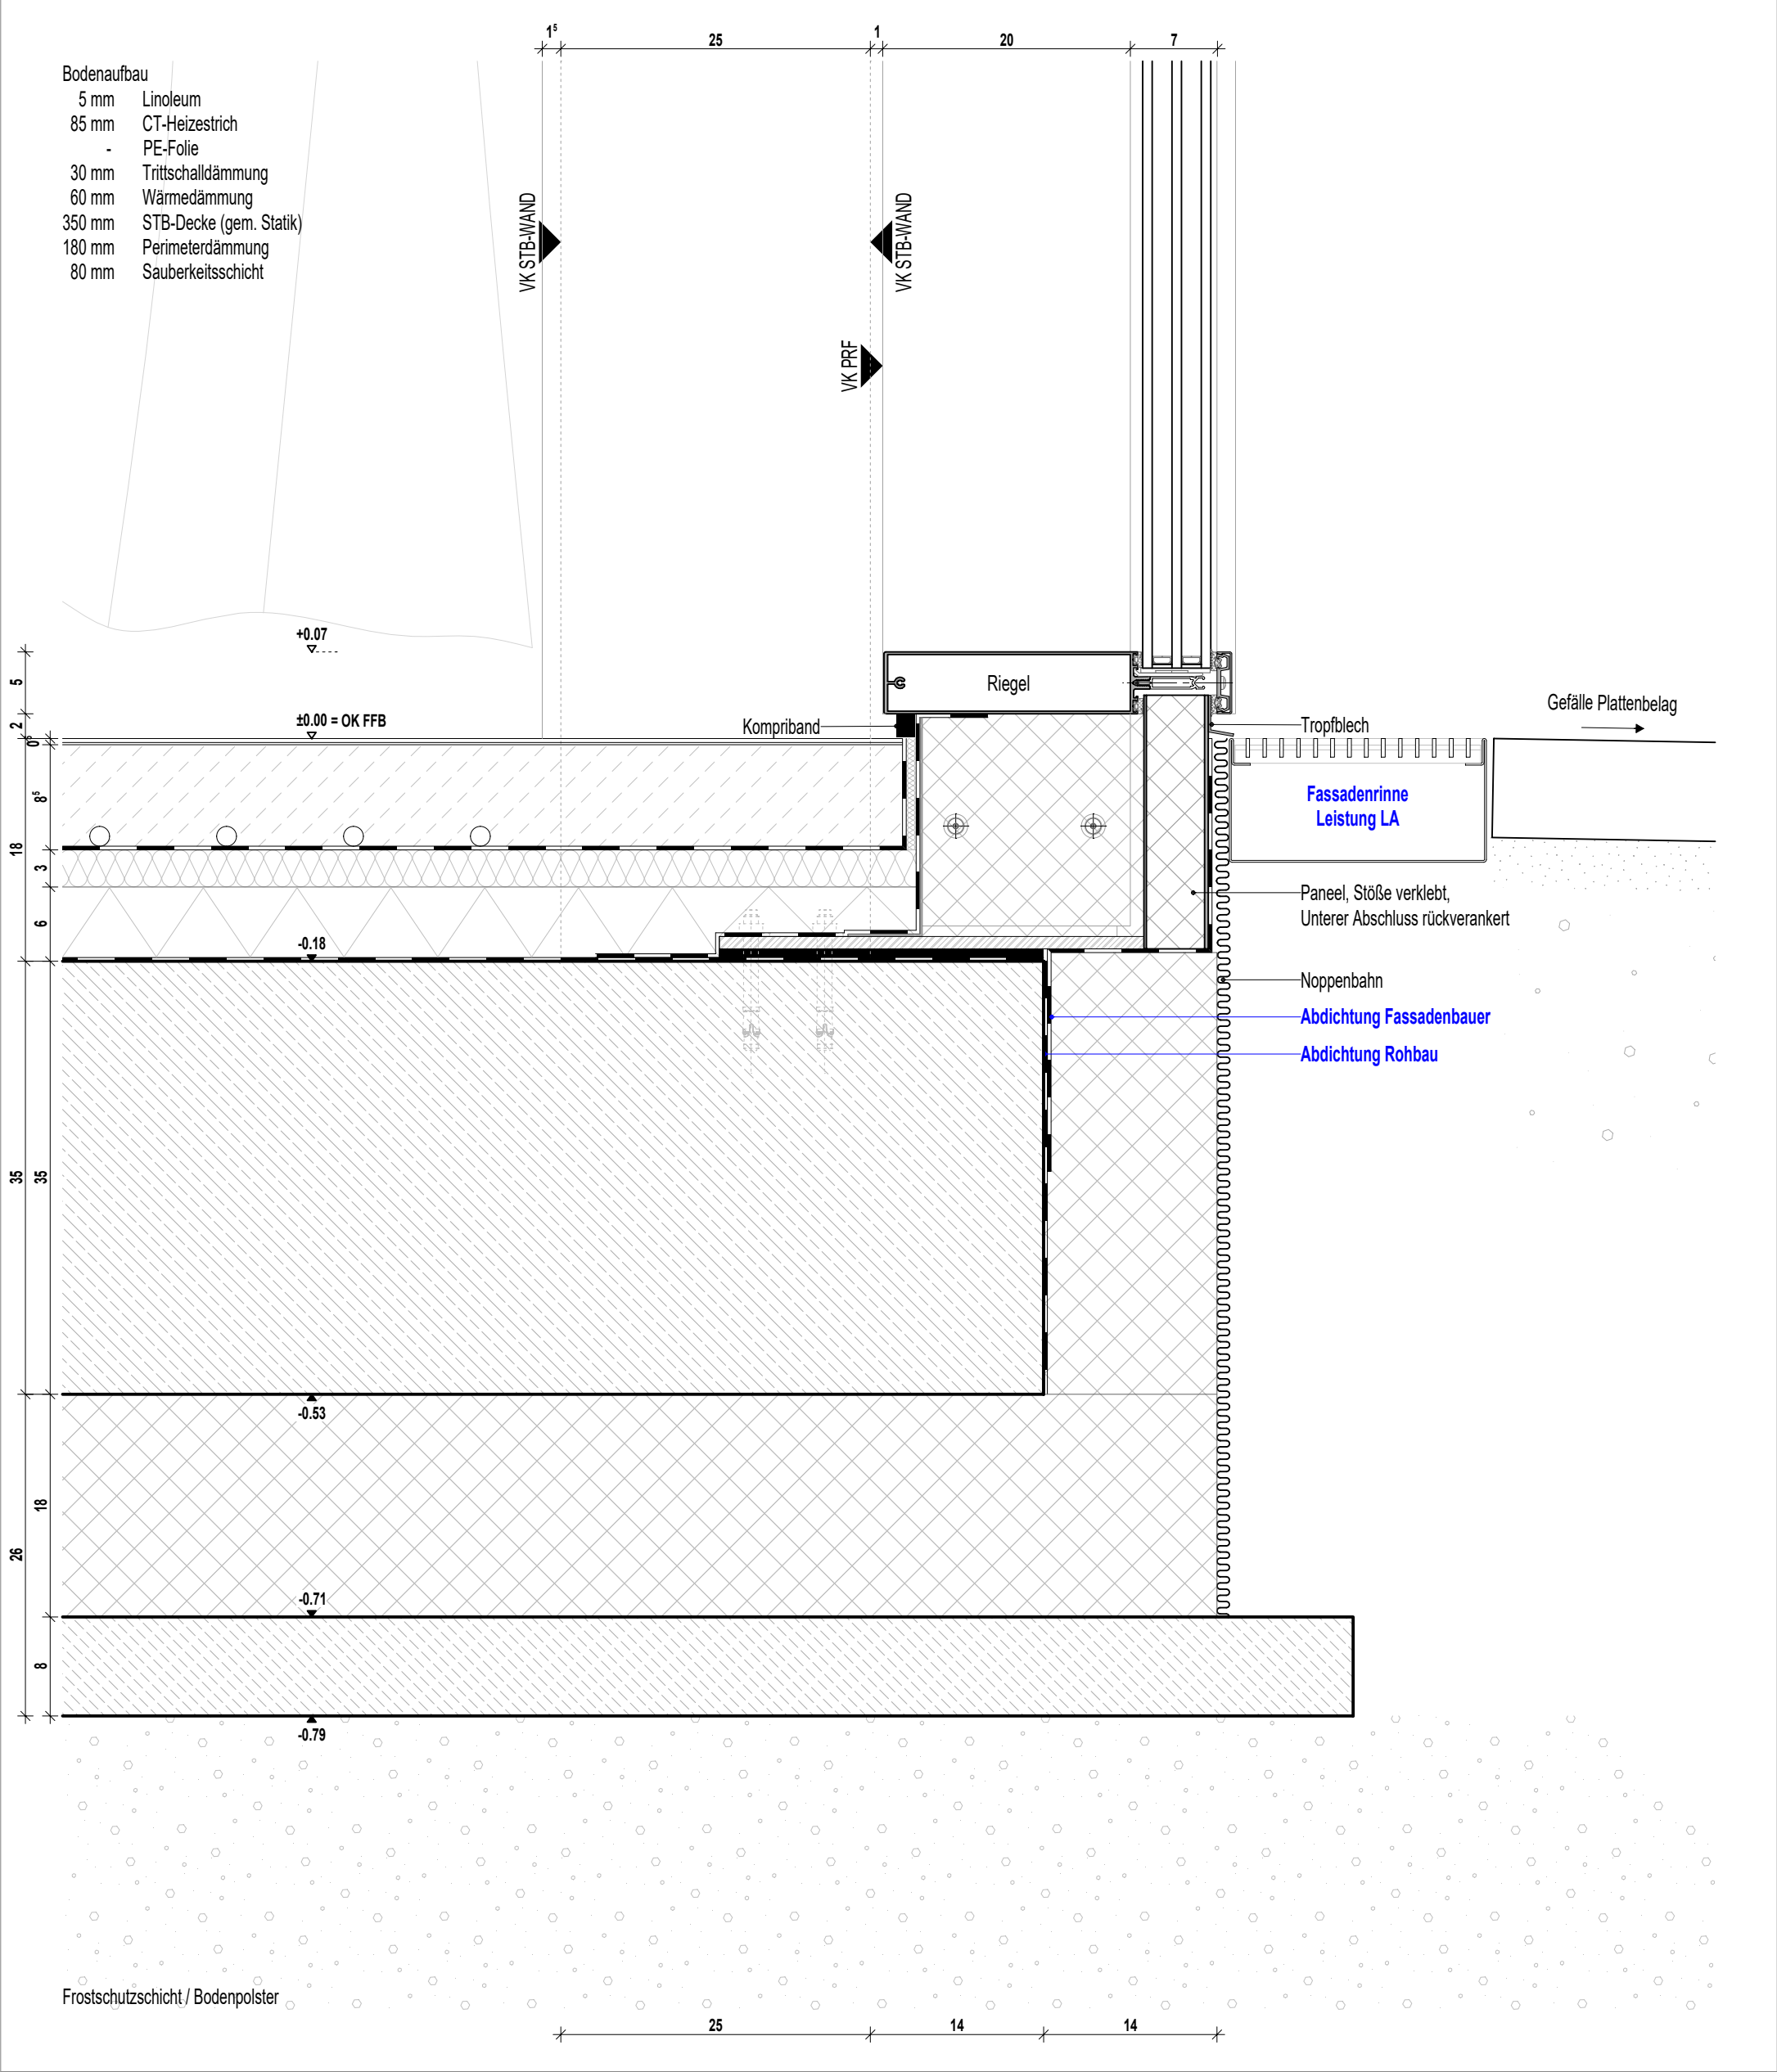 1⁵ 25 1 20 7
Bodenaufbau
5 mm Linoleum
85 mm CT-Heizestrich
- PE-Folie
30 mm Trittschalldämmung
60 mm Wärmedämmung
350 mm STB-Decke (gem. Statik)
180 mm Perimeterdämmung
80 mm Sauberkeitsschicht
VK STB-WAND
VK STB-WAND
VK PRF
+0.07
5
Riegel
Gefälle Plattenbelag
2
±0.00 = OK FFB
Kompriband
Tropfblech
0⁵
Fassadenrinne
Leistung LA
8⁵
18
3
Paneel, Stöße verklebt,
Unterer Abschluss rückverankert
6
-0.18
Noppenbahn
Abdichtung Fassadenbauer
Abdichtung Rohbau
35 35
-0.53
18
26
-0.71
8
-0.79
Frostschutzschicht / Bodenpolster
25 14 14